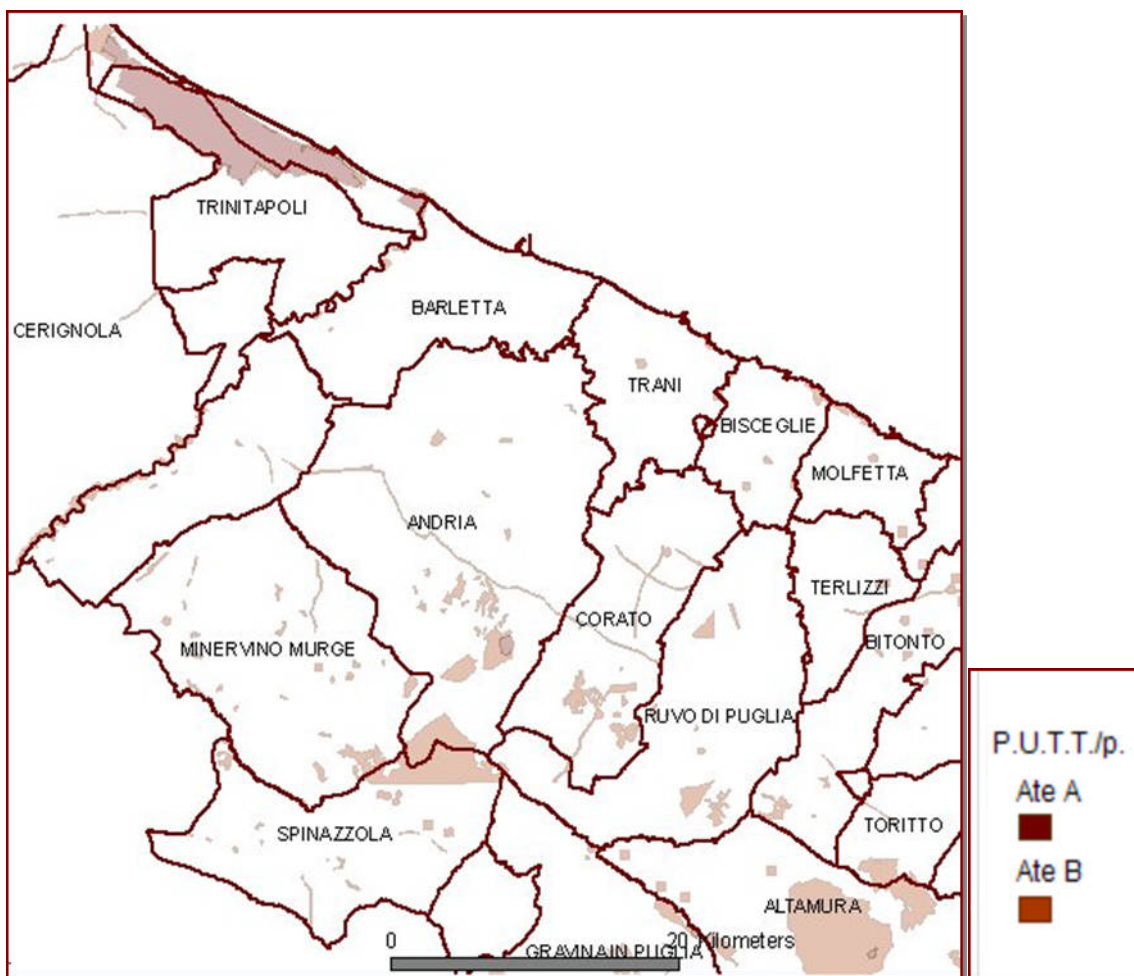 TRINITAPOLI
BARLETTA
CERIGNOLA
TRANI
BISCEGLIE
MOLFETTA
ANDRIA
TERLIZZI
CORATO
BITONTO
MINERVINO MURGE
RUVO DI PUGLIA
SPINAZZOLA
TORITTO
ALTAMURA
GRAVINA IN PUGLIA
0 20 Kilometers
P.U.T.T./p.
Ate A
Ate B